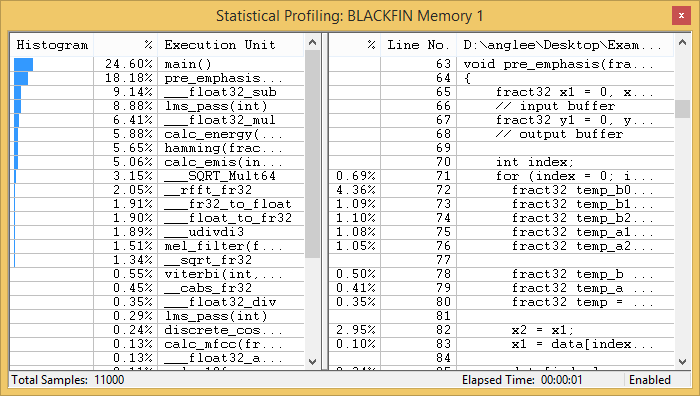 Statistical Profiling: BLACKFIN Memory 1
x
Histogram % Execution Unit
24.60% main()
18.18% pre_emphasis...
9.14% ___float32_sub
8.88% lms_pass(int)
6.41% ___float32_mul
5.88% calc_energy(...
5.65% hamming(frac...
5.06% calc_emis(in...
3.15% ___SQRT_Mult64
2.05% __rfft_fr32
1.91% ___fr32_to_float
1.90% ___float_to_fr32
1.89% ___udivdi3
1.51% mel_filter(f...
1.34% __sqrt_fr32
0.55% viterbi(int,...
0.45% __cabs_fr32
0.35% ___float32_div
0.29% lms_pass(int)
0.24% discrete_cos...
0.13% calc_mfcc(fr...
0.13% ___float32_a...
% Line No. D:\anglee\Desktop\Exam...
63 void pre_emphasis(fra...
64 {
65 fract32 x1 = 0, x...
66 // input buffer
67 fract32 y1 = 0, y...
68 // output buffer
69
70 int index;
0.69% 71 for (index = 0; i...
4.36% 72 fract32 temp_b0...
1.09% 73 fract32 temp_b1...
1.10% 74 fract32 temp_b2...
1.08% 75 fract32 temp_a1...
1.05% 76 fract32 temp_a2...
77
0.50% 78 fract32 temp_b ...
0.41% 79 fract32 temp_a ...
0.35% 80 fract32 temp = ...
81
2.95% 82 x2 = x1;
0.10% 83 x1 = data[index...
84
Total Samples: 11000 Elapsed Time: 00:00:01 Enabled